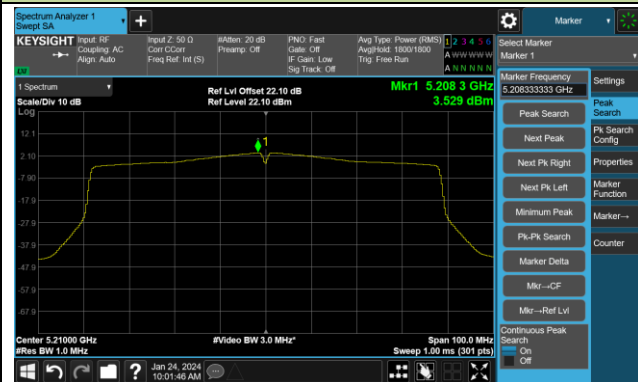 Spectrum Analyzer 1
Swept SA
+
Marker
KEYSIGHT
Input: RF
Coupling: AC
Align: Auto
Input Z: 50 Ω
Corr CCorr
Freq Ref: Int (S)
#Atten: 20 dB
Preamp: Off
PNO: Fast
Gate: Off
IF Gain: Low
Sig Track: Off
Avg Type: Power (RMS)
Avg|Hold: 1800/1800
Trig: Free Run
1 2 3 4 5 6
A W W W W W
A N N N N N
LXI
Select Marker
Marker 1
1 Spectrum
Scale/Div 10 dB
Log
Ref Lvl Offset 22.10 dB
Ref Level 22.10 dBm
Mkr1 5.208 3 GHz
3.529 dBm
12.1
2.10
-7.90
-17.9
-27.9
-37.9
-47.9
-57.9
-67.9
1
Center 5.21000 GHz
#Res BW 1.0 MHz
#Video BW 3.0 MHz*
Span 100.0 MHz
Sweep 1.00 ms (301 pts)
Marker Frequency
5.208333333 GHz
Peak Search
Next Peak
Next Pk Right
Next Pk Left
Minimum Peak
Pk-Pk Search
Marker Delta
Mkr→CF
Mkr→Ref Lvl
Continuous Peak
Search
On
Off
Settings
Peak
Search
Pk Search
Config
Properties
Marker
Function
Marker→
Counter
?
Jan 24, 2024
10:01:46 AM